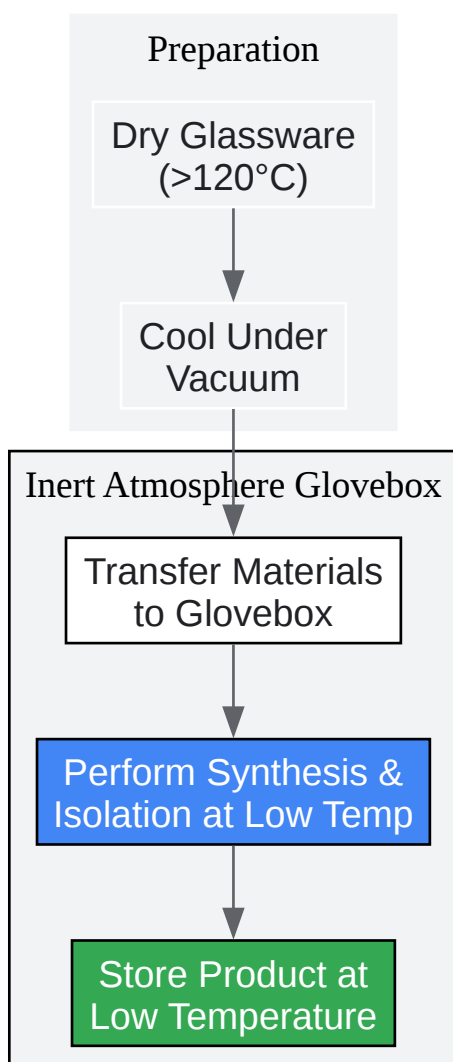 Preparation
Dry Glassware
(>120°C)
Cool Under
Vacuum
Inert Atmosphere Glovebox
Transfer Materials
to Glovebox
Perform Synthesis &
Isolation at Low Temp
Store Product at
Low Temperature